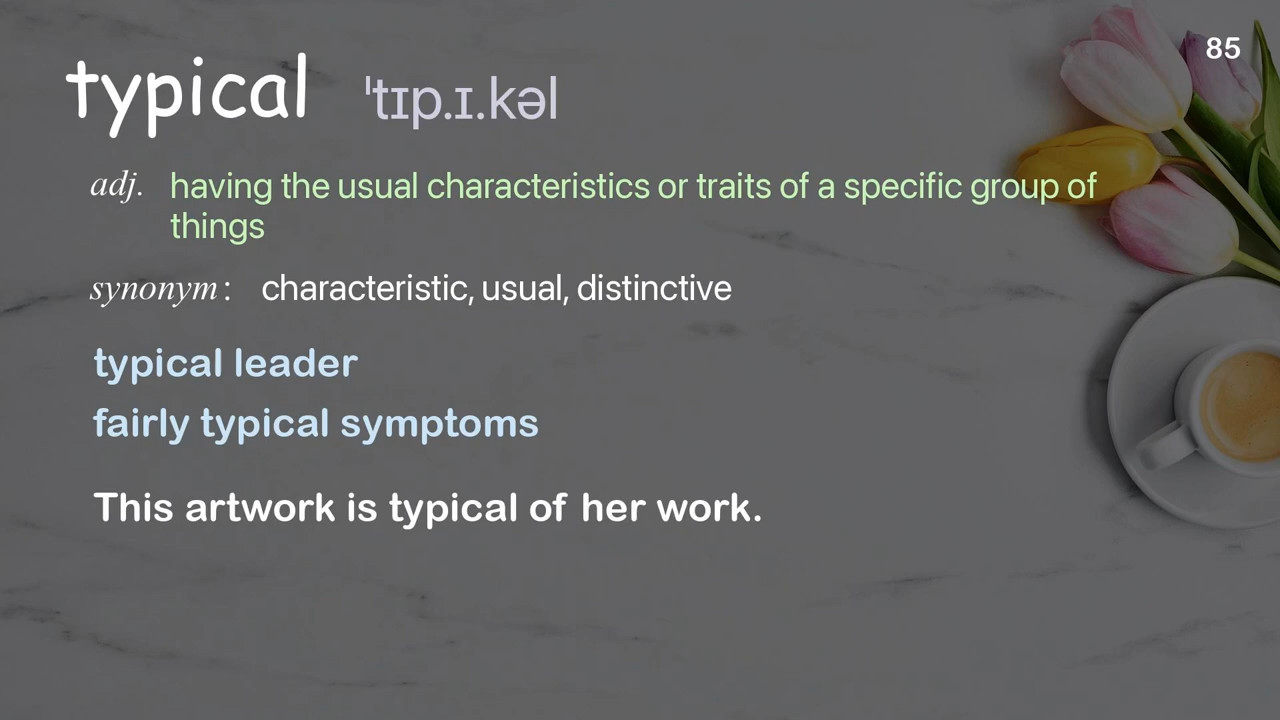 85
typical ˈtɪp.ɪ.kəl
adj. having the usual characteristics or traits of a specific group of
things
synonym: characteristic, usual, distinctive
typical leader
fairly typical symptoms
This artwork is typical of her work.